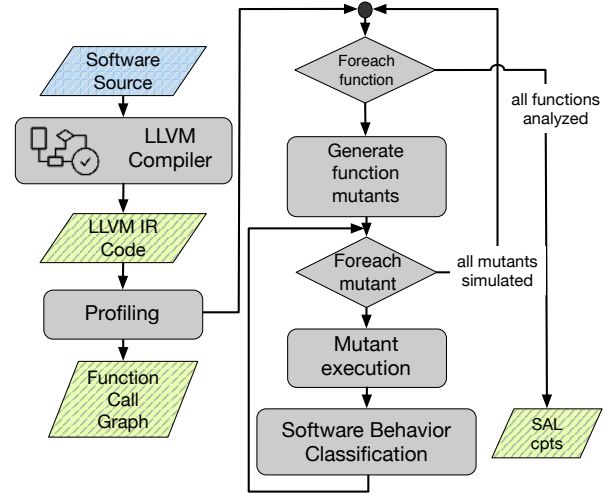 Software
Source
LLVM
Compiler
LLVM IR
Code
Profiling
Function
Call
Graph
Foreach
function
all functions
analyzed
Generate
function
mutants
Foreach
mutant
all mutants
simulated
Mutant
execution
Software Behavior
Classification
SAL
cpts